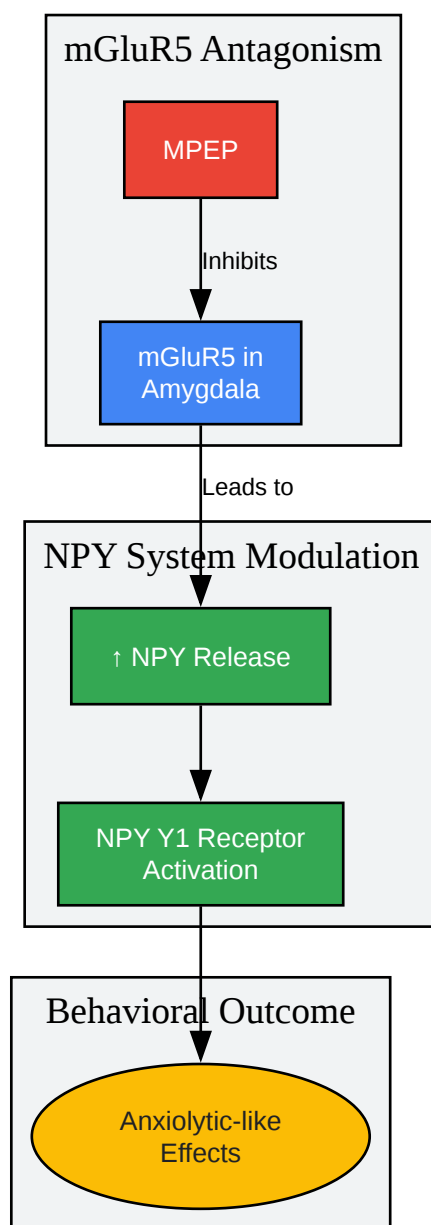 mGluR5 Antagonism
MPEP
Inhibits
mGluR5 in
Amygdala
Leads to
NPY System Modulation
↑ NPY Release
NPY Y1 Receptor
Activation
Behavioral Outcome
Anxiolytic-like
Effects